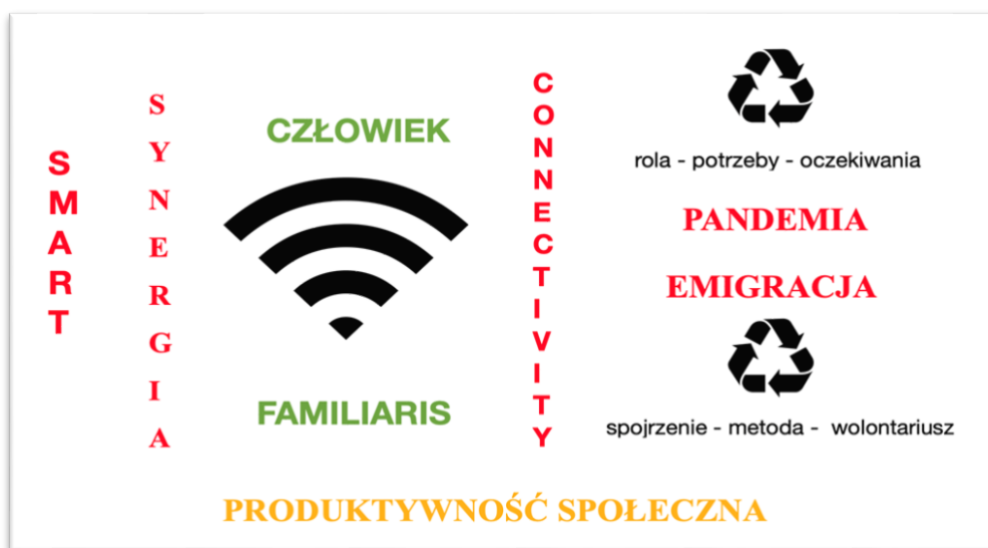 SMART
SYNERGIA
CZŁOWIEK
FAMILIARIS
CONNECTIVITY
rola - potrzeby - oczekiwania
PANDEMIA
EMIGRACJA
spojrzenie - metoda - wolontariusz
PRODUKTYWNOŚĆ SPOŁECZNA